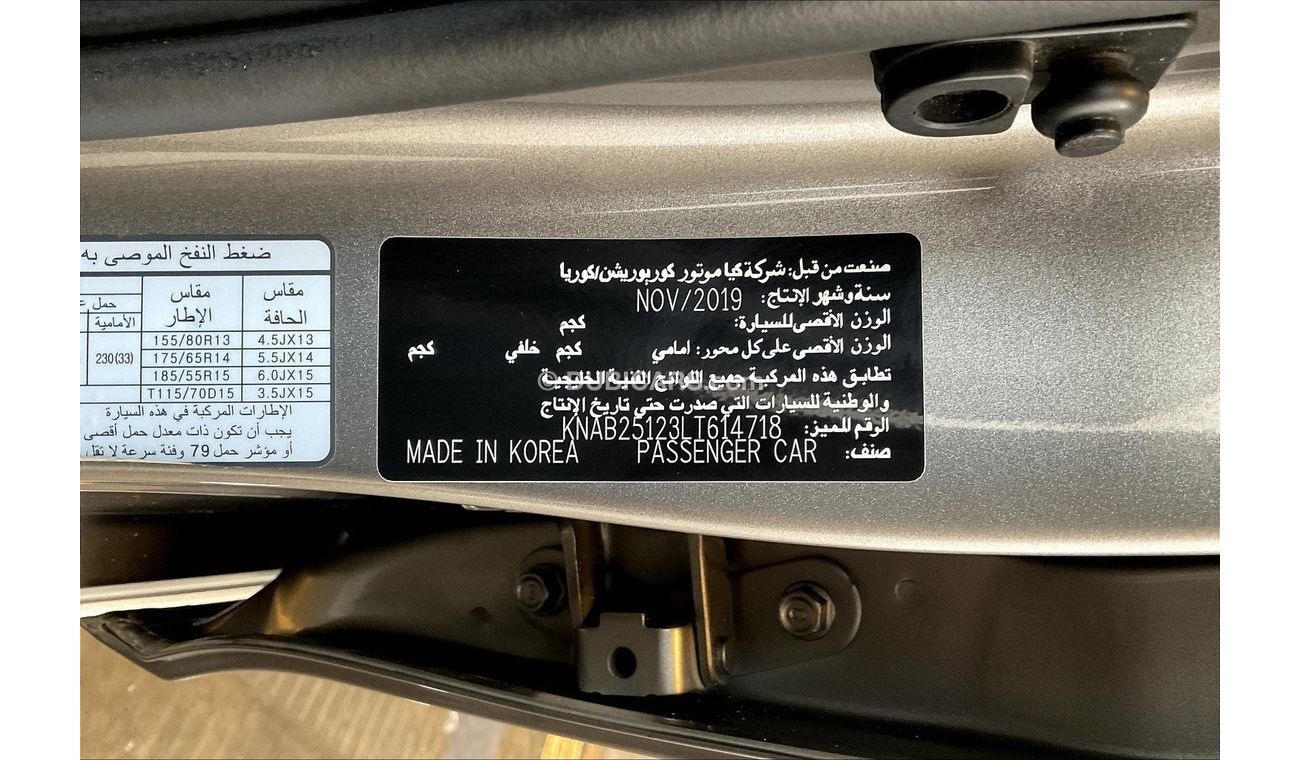 ضغط النفخ الموصى به
مقاس الحافة
مقاس الإطار
حمل
الأمامية
4.5JX13 155/80R13
5.5JX14 175/65R14 230(33)
6.0JX15 185/55R15
3.5JX15 T115/70D15
الإطارات المركبة في هذه السيارة
يجب أن تكون ذات معدل حمل أقصى
أو مؤشر حمل 79 وفئة سرعة لا تقل
صنعت من قبل: شركة كيا موتور كوربوريشن/كوريا
سنة وشهر الإنتاج: NOV/2019
الوزن الأقصى للسيارة: كجم
الوزن الأقصى على كل محور: امامي كجم خلفي كجم
تطابق هذه المركبة جميع اللوائح الفنية الخليجية
© DUBICARS.com
والوطنية للسيارات التي صدرت حتي تاريخ الإنتاج
الرقم المميز: KNAB25123LT614718
صنف: PASSENGER CAR MADE IN KOREA